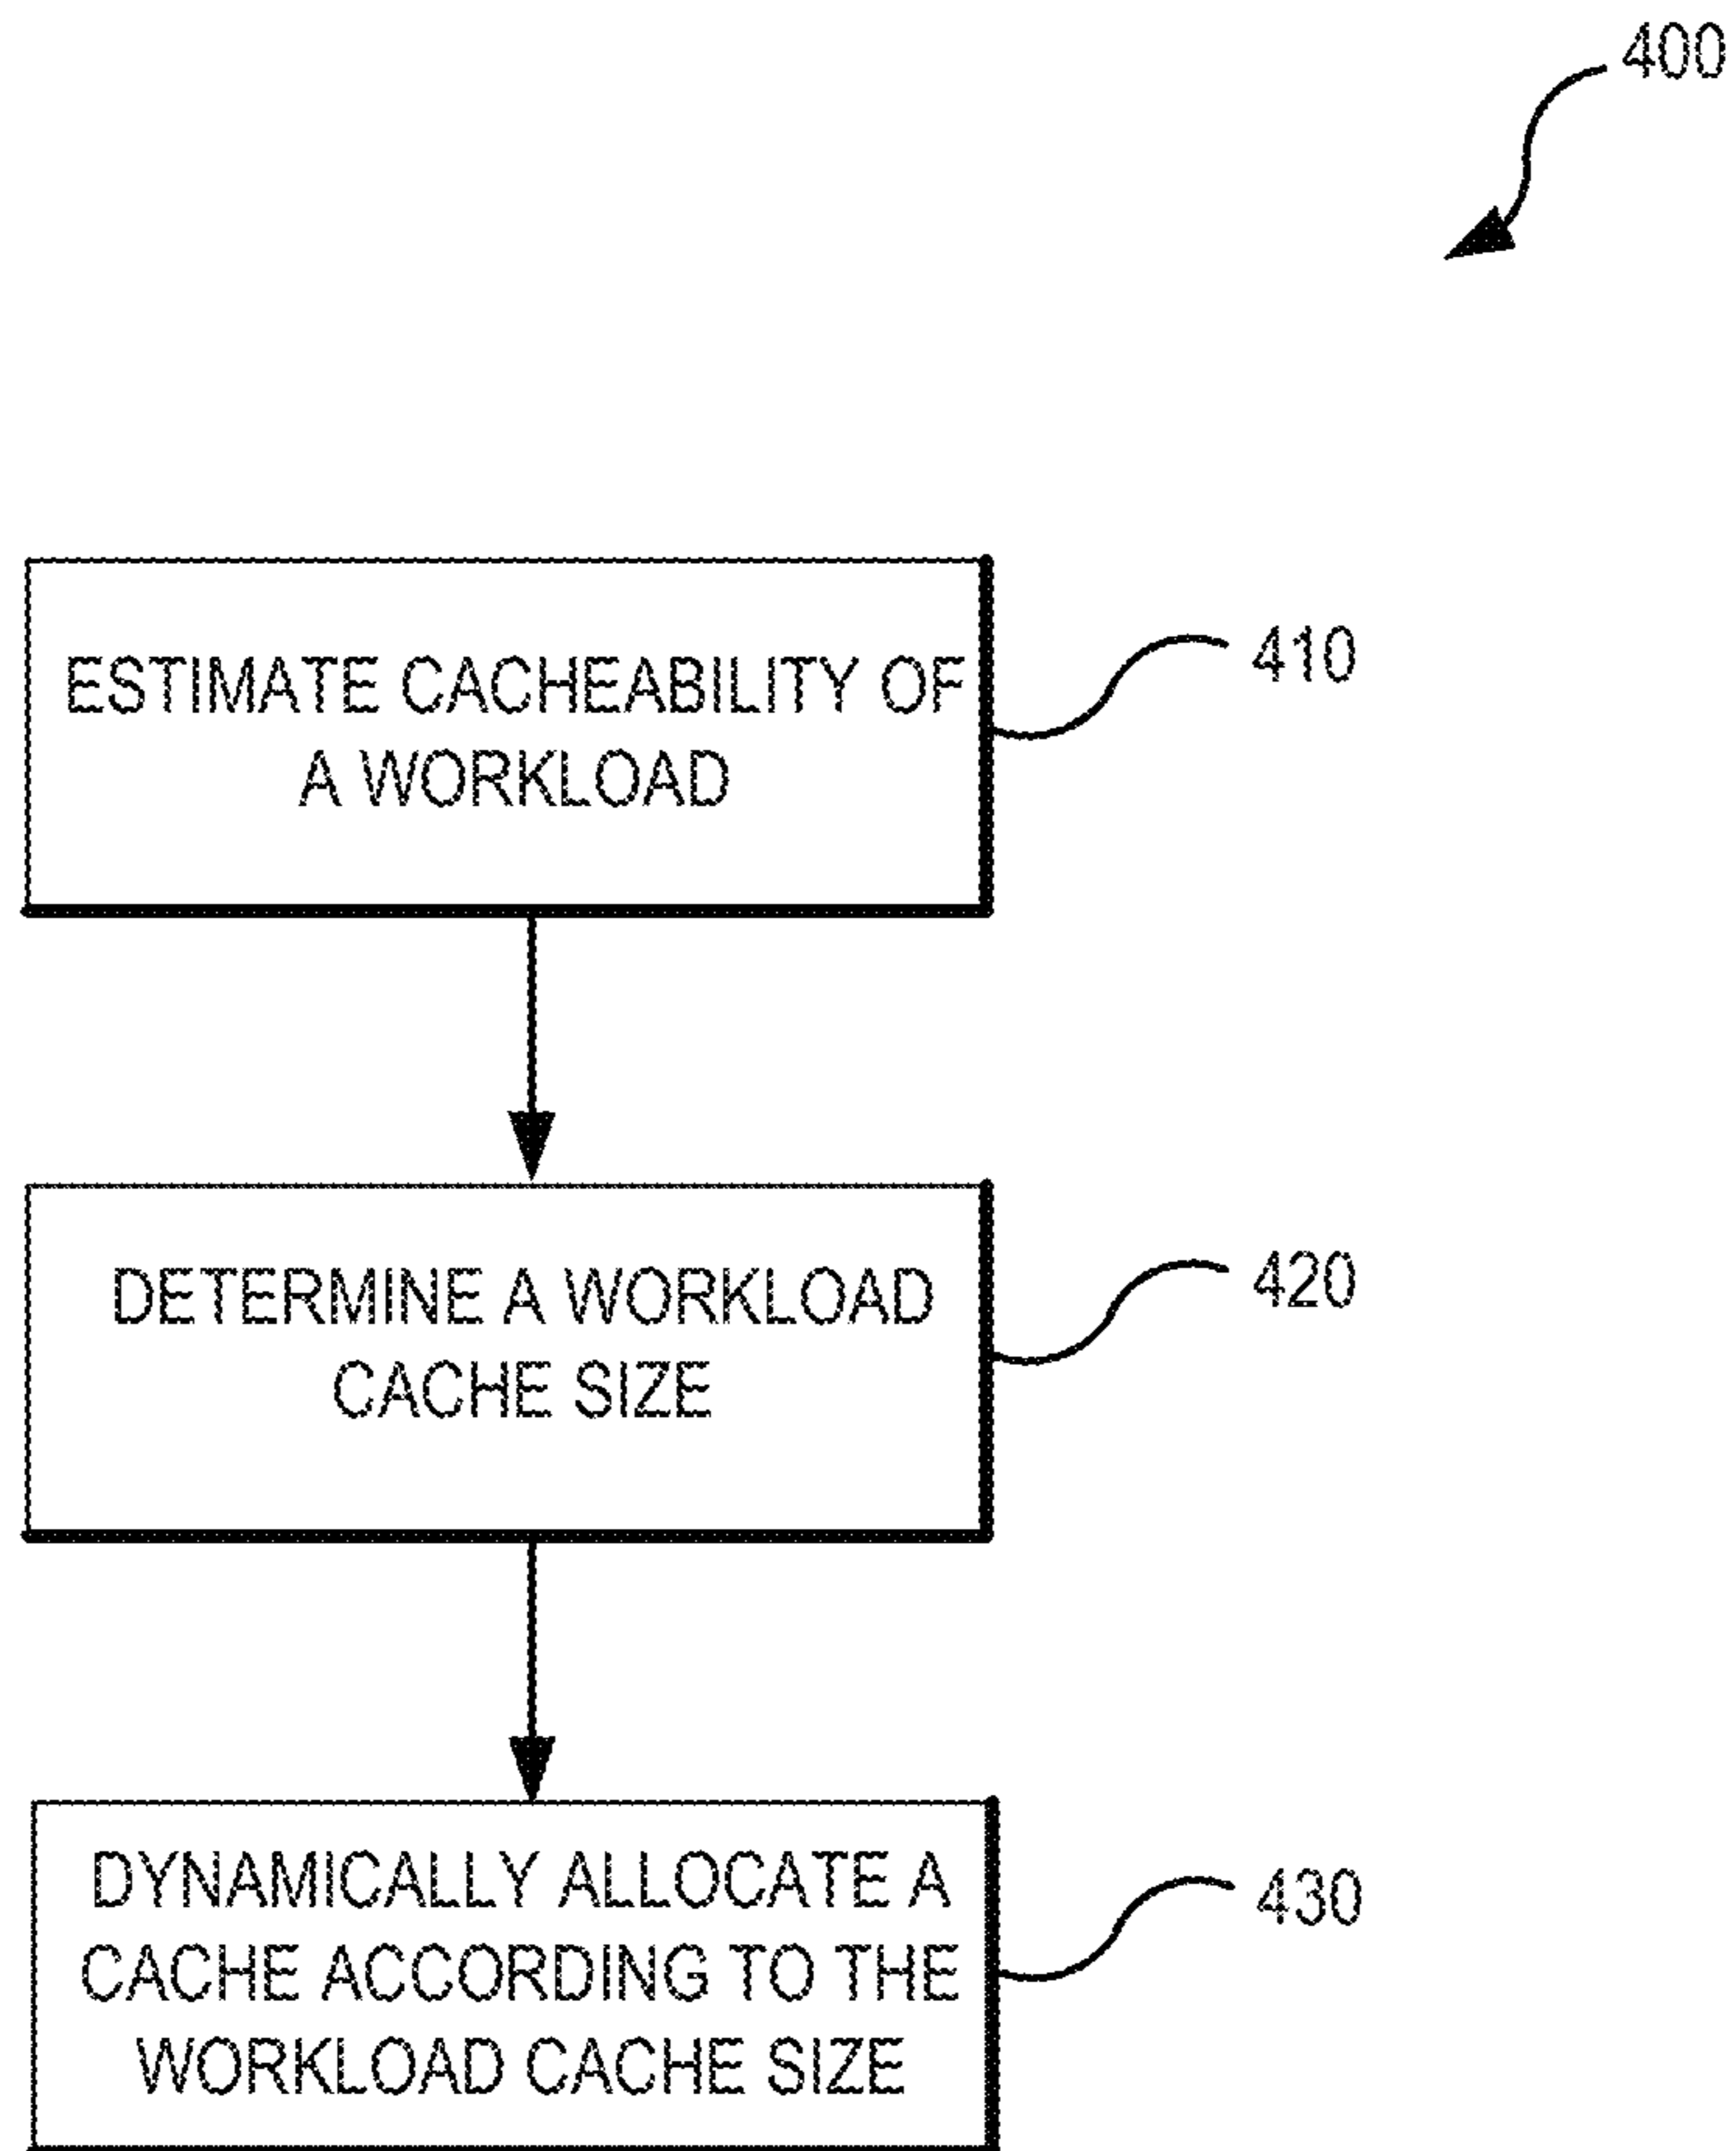 400
ESTIMATE CACHEABILITY OF
A WORKLOAD
410
DETERMINE A WORKLOAD
CACHE SIZE
420
DYNAMICALLY ALLOCATE A
CACHE ACCORDING TO THE
WORKLOAD CACHE SIZE
430